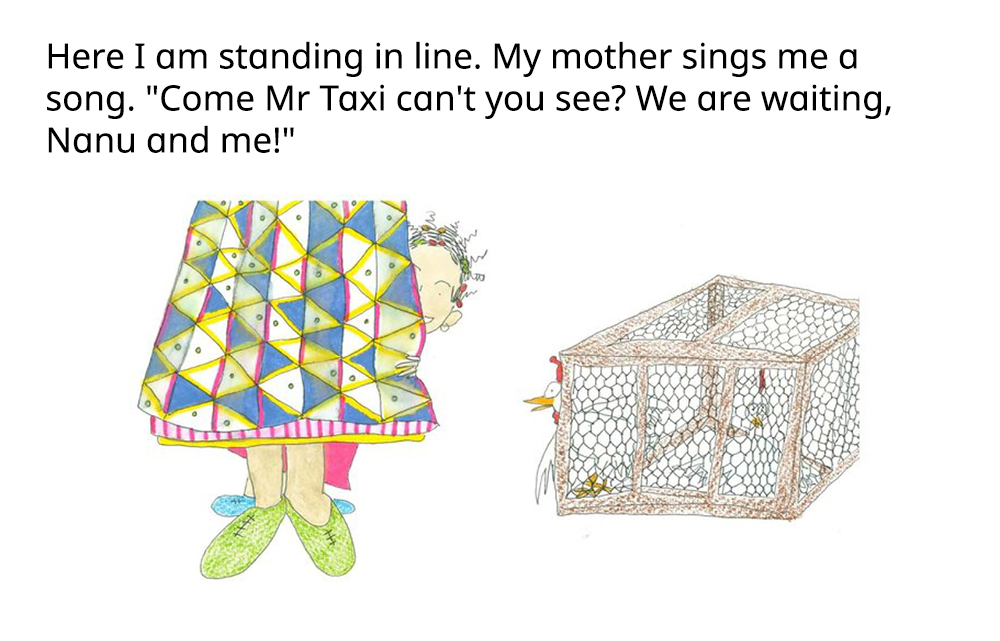 Here I am standing in line. My mother sings me a
song. "Come Mr Taxi can't you see? We are waiting,
Nanu and me!"